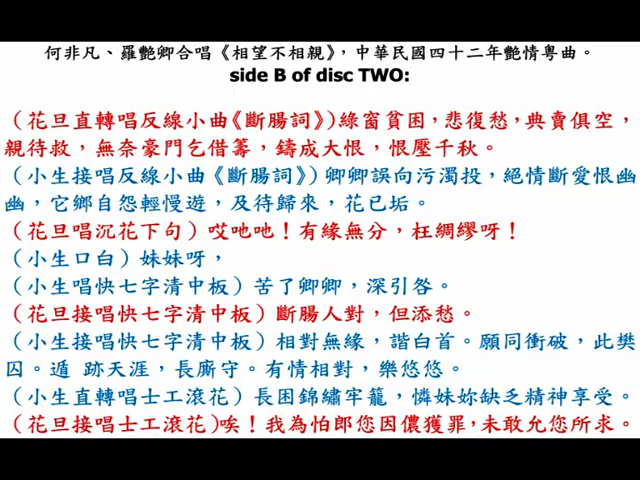 何非凡、羅艷卿合唱《相望不相親》，中華民國四十二年艷情粵曲。
side B of disc TWO:
（花旦直轉唱反線小曲《斷腸詞》)綠窗貧困，悲復愁，典賣俱空，
親待救，無奈豪門乞借籌，鑄成大恨，恨壓千秋。
（小生接唱反線小曲《斷腸詞》）卿卿誤向污濁投，絕情斷愛恨幽
幽，它鄉自怨輕慢遊，及待歸來，花已垢。
（花旦唱沉花下句）哎吔吔！有緣無分，枉綢繆呀！
（小生口白）妹妹呀，
（小生唱快七字清中板）苦了卿卿，深引咎。
（花旦接唱快七字清中板）斷腸人對，但添愁。
（小生接唱快七字清中板）相對無緣，諧白首。願同衝破，此樊
囚。遁 跡天涯，長廝守。有情相對，樂悠悠。
（小生直轉唱士工滾花）長困錦繡牢籠，憐妹妳缺乏精神享受。
（花旦接唱士工滾花)唉！我為怕郎您因儂獲罪，未敢允您所求。